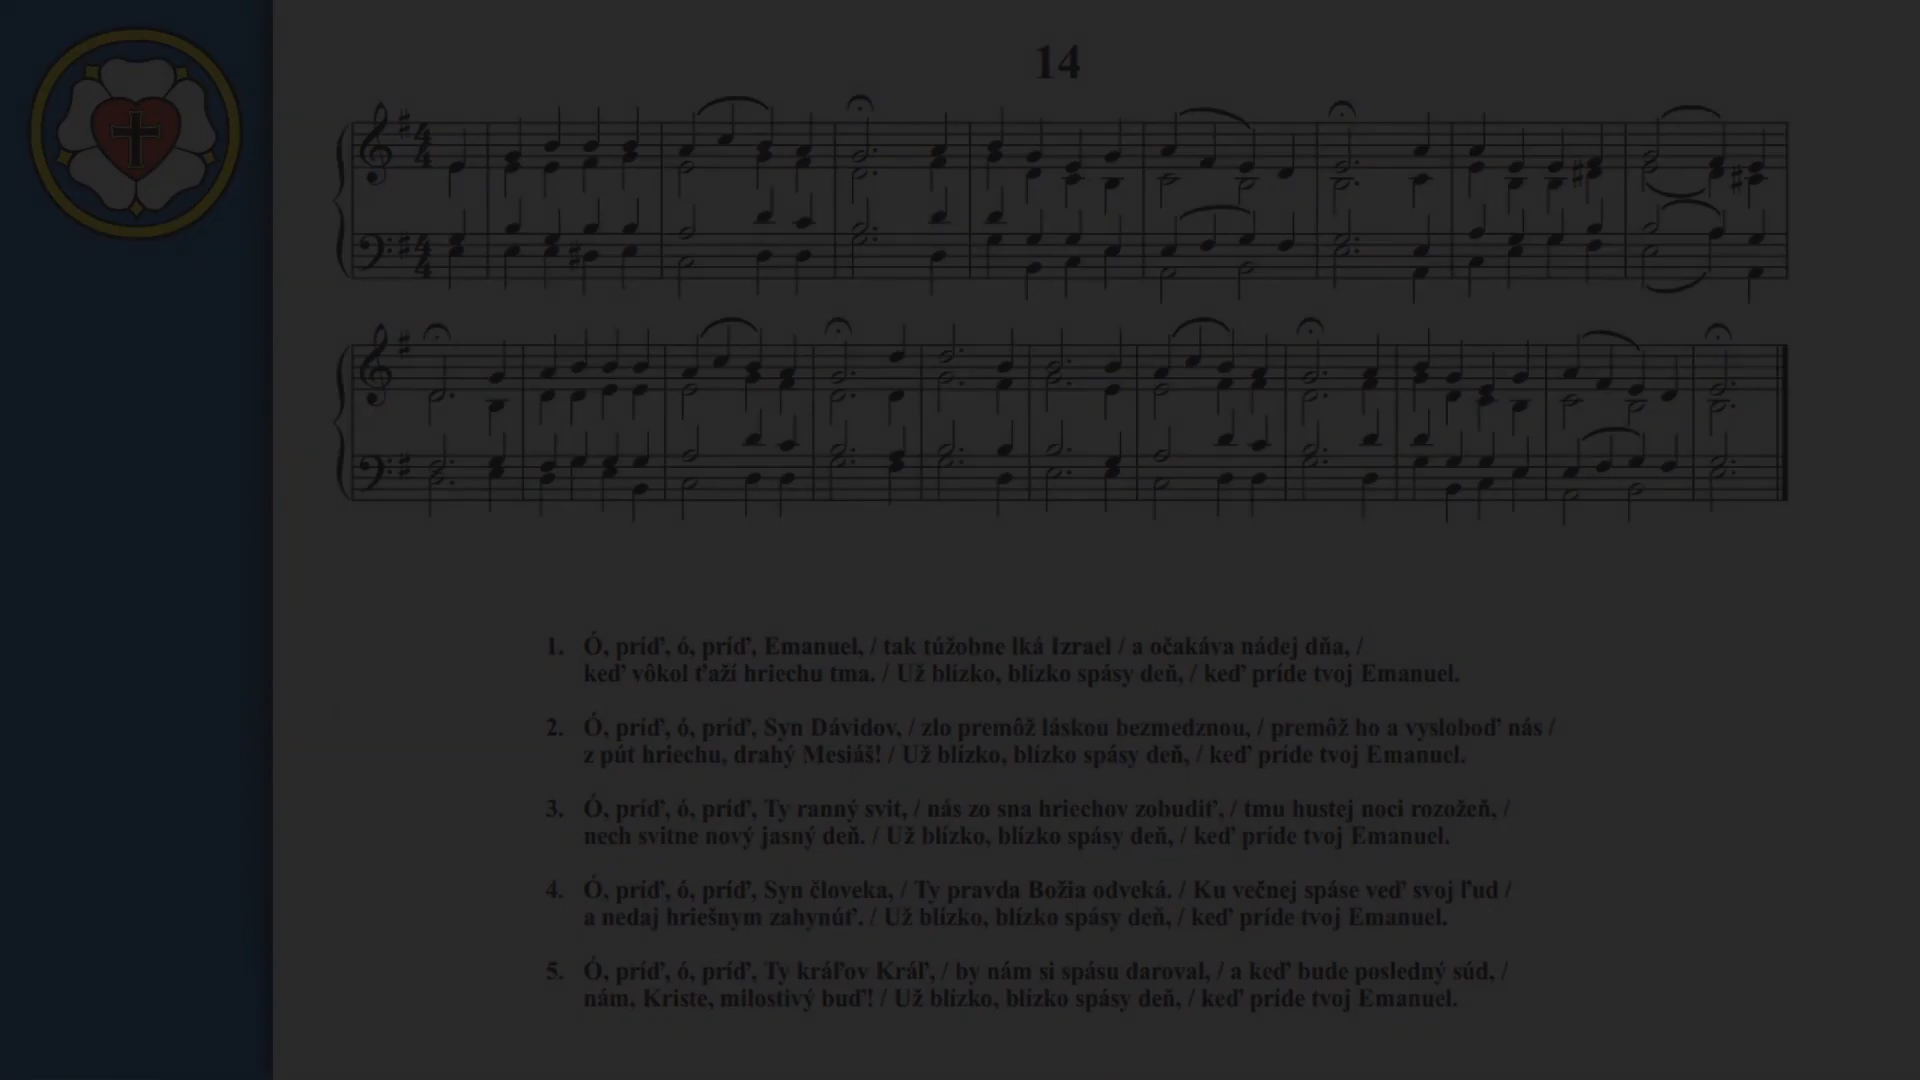 14
1. Ó, príď, ó, príď, Emanuel, / tak túžobne lká Izrael / a očakáva nádej dňa, /
keď vôkol ťaží hriechu tma. / Už blízko, blízko spásy deň, / keď príde tvoj Emanuel.
2. Ó, príď, ó, príď, Syn Dávidov, / zlo premôž láskou bezmedznou, / premôž ho a vysloboď nás /
z pút hriechu, drahý Mesiáš! / Už blízko, blízko spásy deň, / keď príde tvoj Emanuel.
3. Ó, príď, ó, príď, Ty ranný svit, / nás zo sna hriechov zobudiť, / tmu hustej noci rozožeň, /
nech svitne nový jasný deň. / Už blízko, blízko spásy deň, / keď príde tvoj Emanuel.
4. Ó, príď, ó, príď, Syn človeka, / Ty pravda Božia odveká. / Ku večnej spáse veď svoj ľud /
a nedaj hriešnym zahynúť. / Už blízko, blízko spásy deň, / keď príde tvoj Emanuel.
5. Ó, príď, ó, príď, Ty kráľov Kráľ, / by nám si spásu daroval, / a keď bude posledný súd, /
nám, Kriste, milostivý buď! / Už blízko, blízko spásy deň, / keď príde tvoj Emanuel.